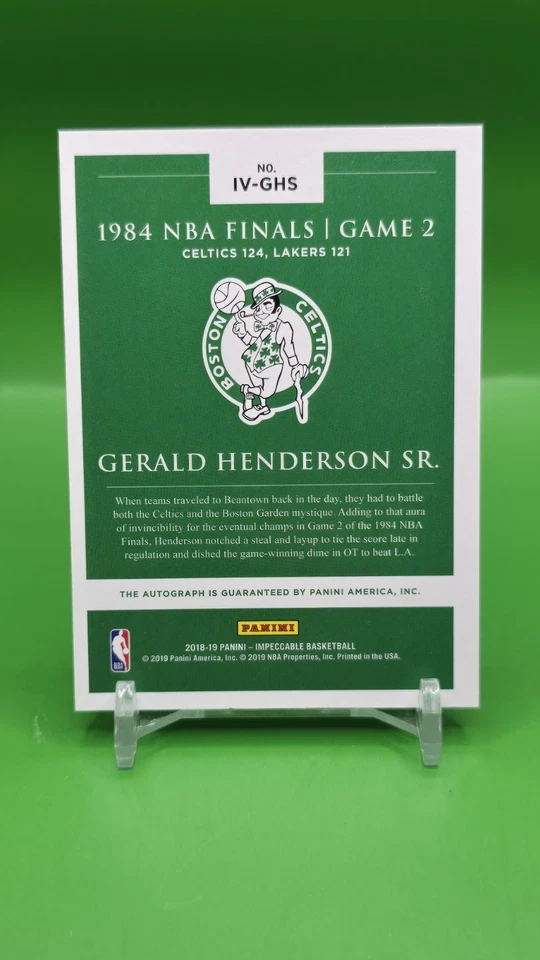 NO.
IV-GHS
1984 NBA FINALS | GAME 2
CELTICS 124, LAKERS 121
BOSTON CELTICS
GERALD HENDERSON SR.
When teams traveled to Beantown back in the day, they had to battle
both the Celtics and the Boston Garden mystique. Adding to that aura
of invincibility for the eventual champs in Game 2 of the 1984 NBA
Finals, Henderson notched a steal and layup to tie the score late in
regulation and dished the game-winning dime in OT to beat L.A.
THE AUTOGRAPH IS GUARANTEED BY PANINI AMERICA, INC.
PANINI
2018-19 PANINI – IMPECCABLE BASKETBALL
© 2019 Panini America, Inc. © 2019 NBA Properties, Inc. Printed in the USA.
NBA